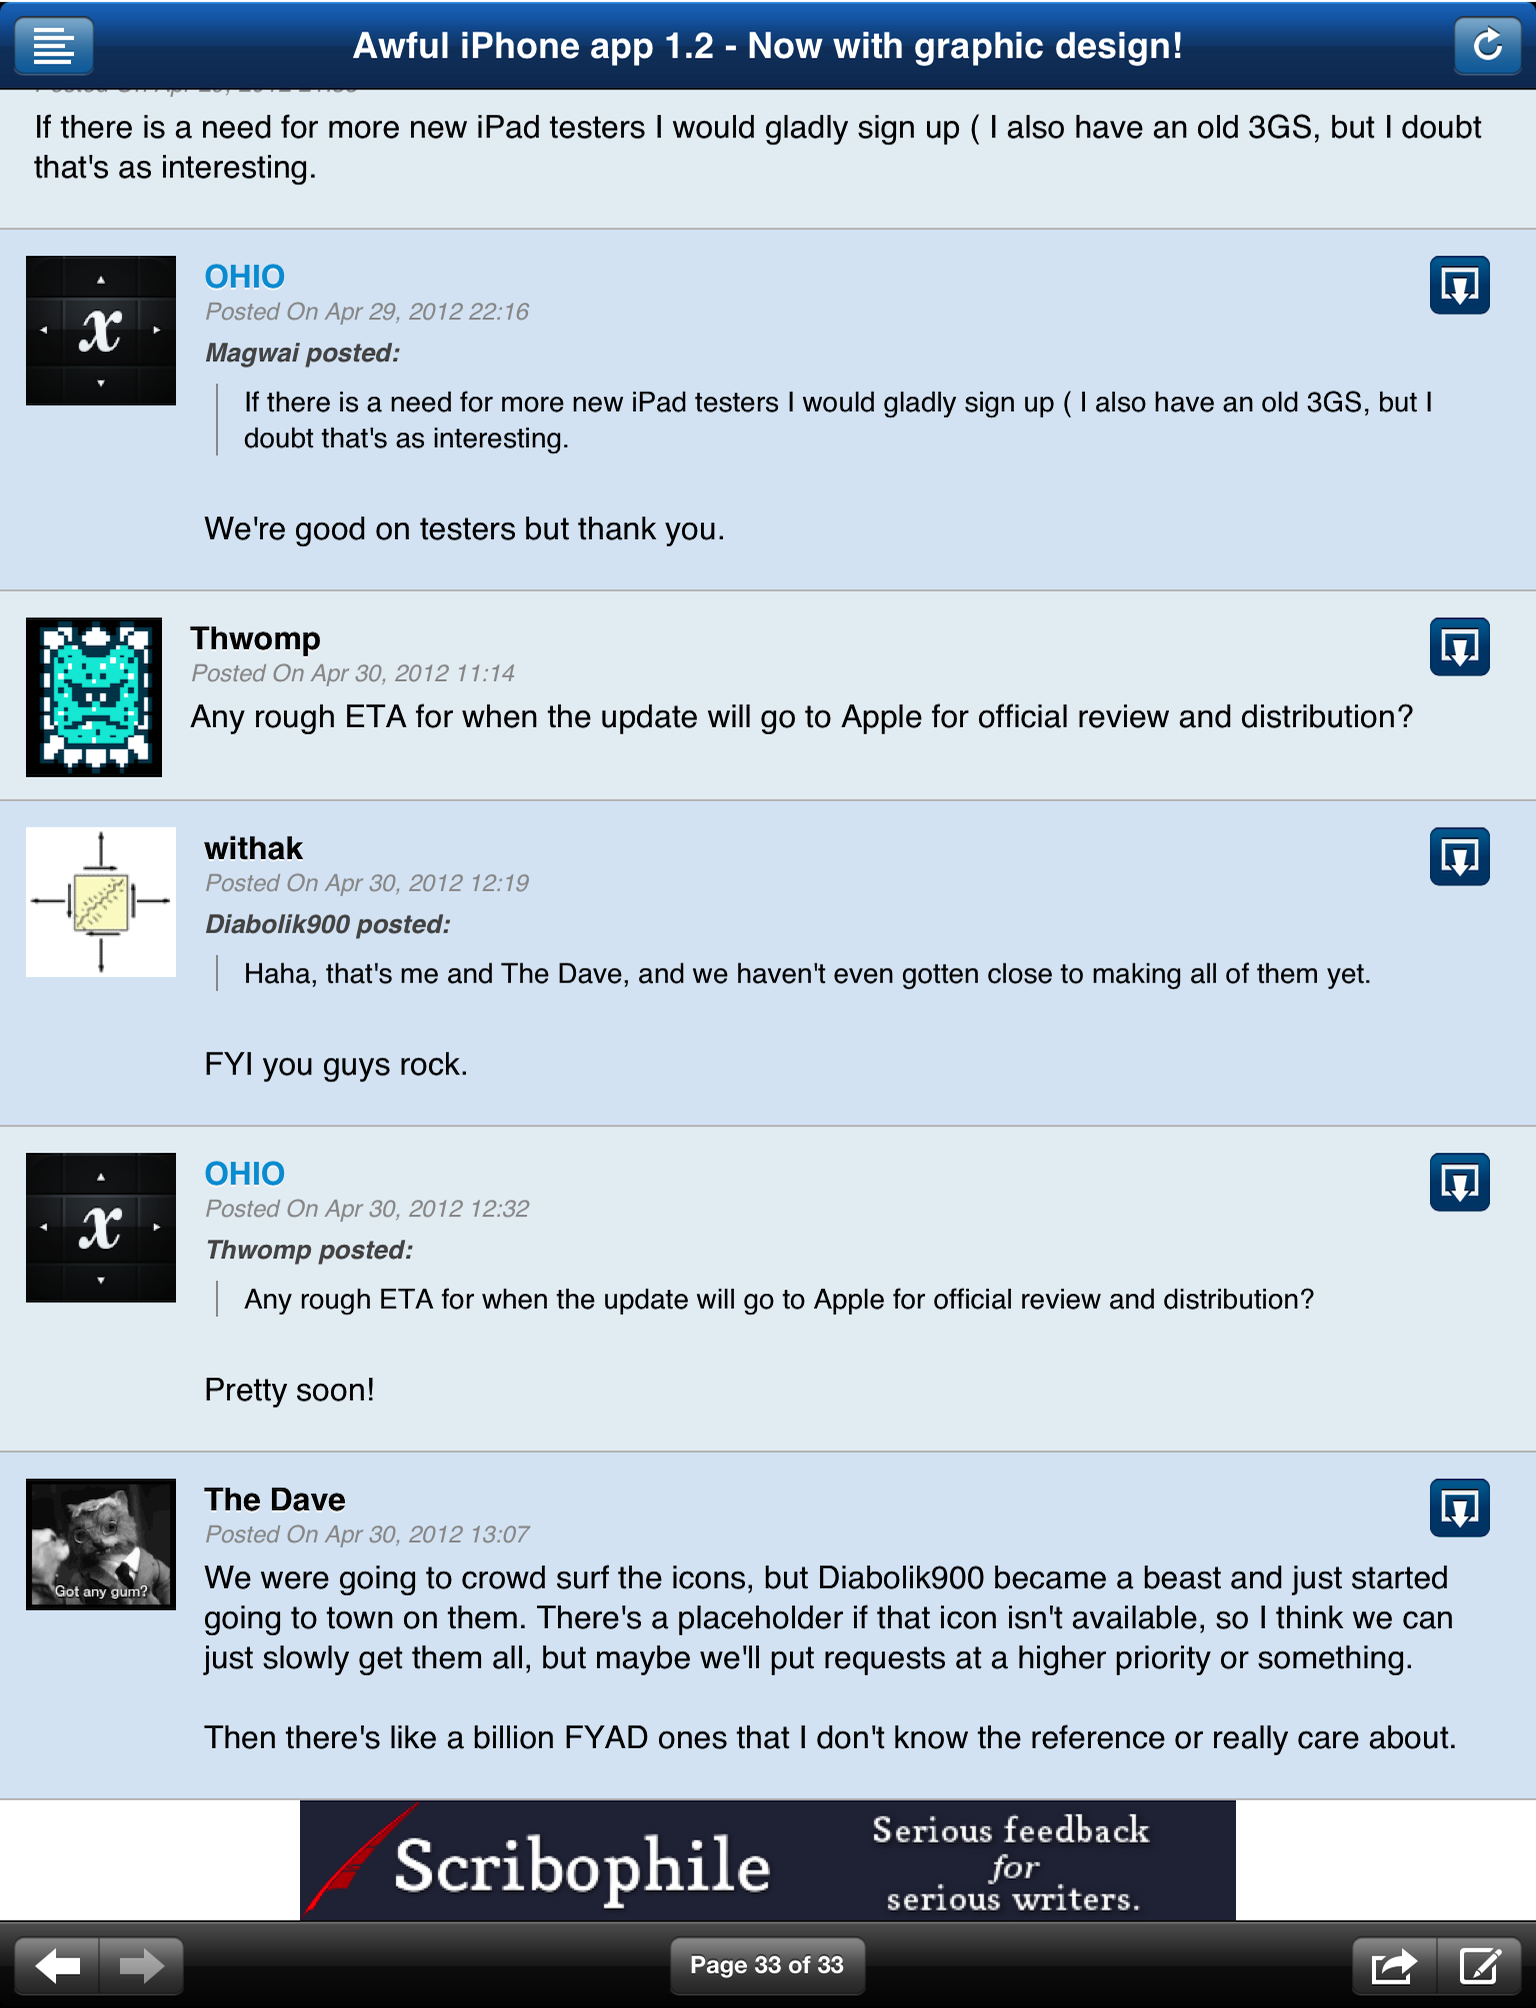 Awful iPhone app 1.2 - Now with graphic design!
If there is a need for more new iPad testers I would gladly sign up ( I also have an old 3GS, but I doubt
that's as interesting.
OHIO
Posted On Apr 29, 2012 22:16
Magwai posted:
If there is a need for more new iPad testers I would gladly sign up ( I also have an old 3GS, but I
doubt that's as interesting.
We're good on testers but thank you.
Thwomp
Posted On Apr 30, 2012 11:14
Any rough ETA for when the update will go to Apple for official review and distribution?
withak
Posted On Apr 30, 2012 12:19
Diabolik900 posted:
Haha, that's me and The Dave, and we haven't even gotten close to making all of them yet.
FYI you guys rock.
x
OHIO
Posted On Apr 30, 2012 12:32
Thwomp posted:
Any rough ETA for when the update will go to Apple for official review and distribution?
Pretty soon!
x
The Dave
Posted On Apr 30, 2012 13:07
We were going to crowd surf the icons, but Diabolik900 became a beast and just started
going to town on them. There's a placeholder if that icon isn't available, so I think we can
just slowly get them all, but maybe we'll put requests at a higher priority or something.
Then there's like a billion FYAD ones that I don't know the reference or really care about.
Got any gum?
Scribophile
Serious feedback
for
serious writers.
Page 33 of 33